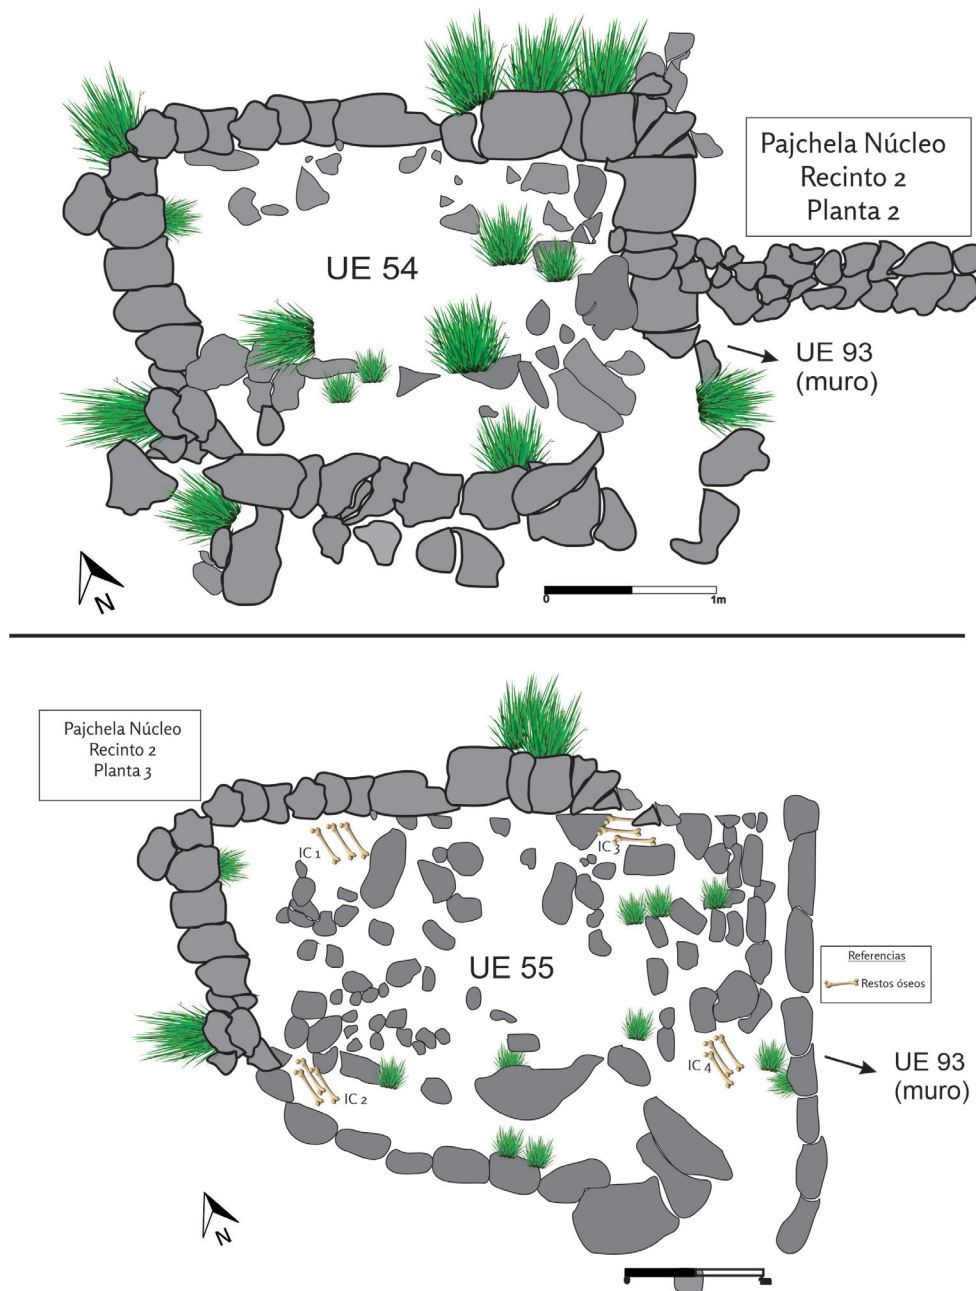 Pajchela Núcleo
Recinto 2
Planta 2
UE 54
UE 93
(muro)
N
0
1m
Pajchela Núcleo
Recinto 2
Planta 3
IC 1
IC 3
UE 55
Referencias
Restos óseos
IC 4
UE 93
(muro)
IC 2
N